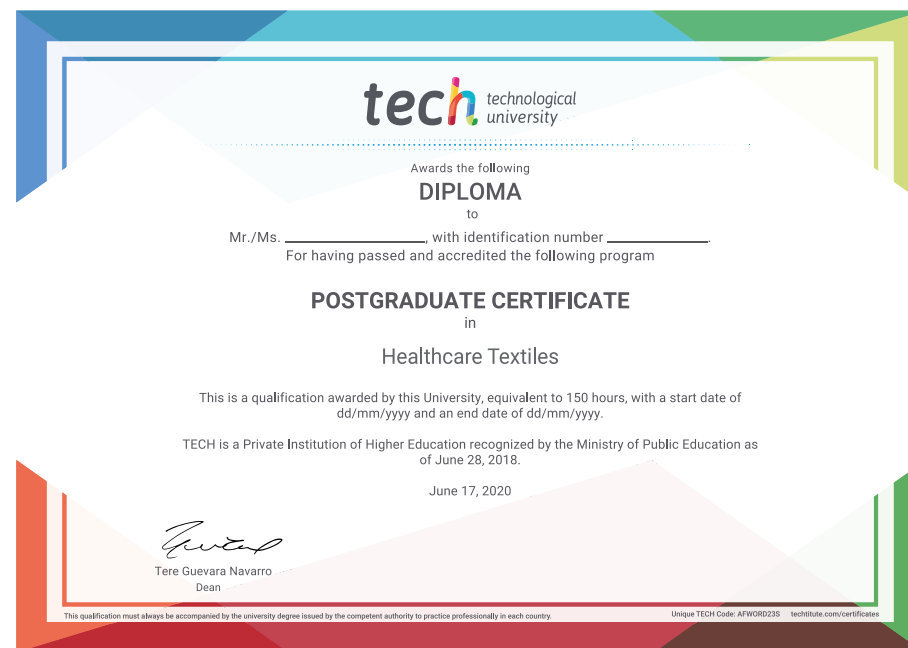 tech technological
university
Awards the following
DIPLOMA
to
Mr./Ms. ____________________, with identification number ______________.
For having passed and accredited the following program
POSTGRADUATE CERTIFICATE
in
Healthcare Textiles
This is a qualification awarded by this University, equivalent to 150 hours, with a start date of
dd/mm/yyyy and an end date of dd/mm/yyyy.
TECH is a Private Institution of Higher Education recognized by the Ministry of Public Education as
of June 28, 2018.
June 17, 2020
Tere Guevara Navarro
Dean
This qualification must always be accompanied by the university degree issued by the competent authority to practice professionally in each country.
Unique TECH Code: AFWORD23S techtitute.com/certificates